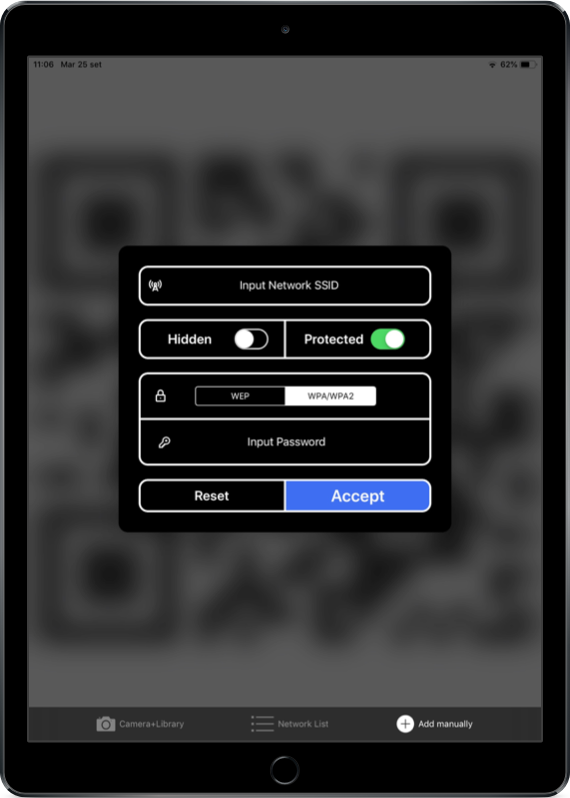 11:06 Mar 25 set 62%
Input Network SSID
Hidden Protected
WEP WPA/WPA2
Input Password
Reset Accept
Camera+Library Network List Add manually